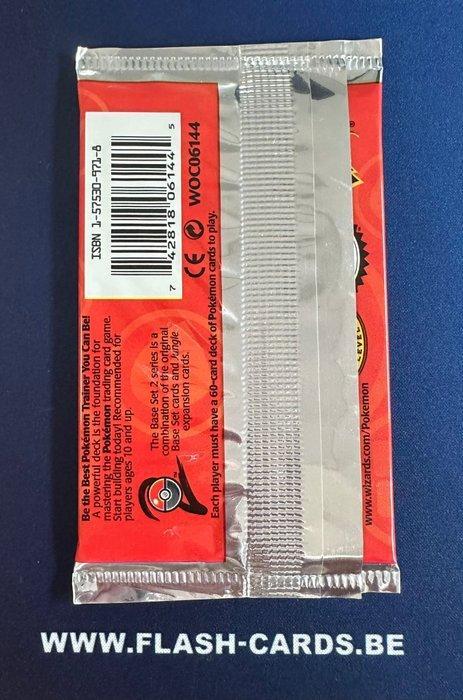 ISBN 1-57530-971-8
7 42818 06144 5
CE WOC06144
Be the Best Pokémon Trainer You Can Be!
A powerful deck is the foundation for
mastering the Pokémon trading card game.
Start building today! Recommended for
players ages 10 and up.
The Base Set 2 series is a
combination of the original
Base Set cards and Jungle
expansion cards.
Each player must have a 60-card deck of Pokémon cards to play.
®
LEVEL
www.wizards.com/Pokemon
WWW.FLASH-CARDS.BE